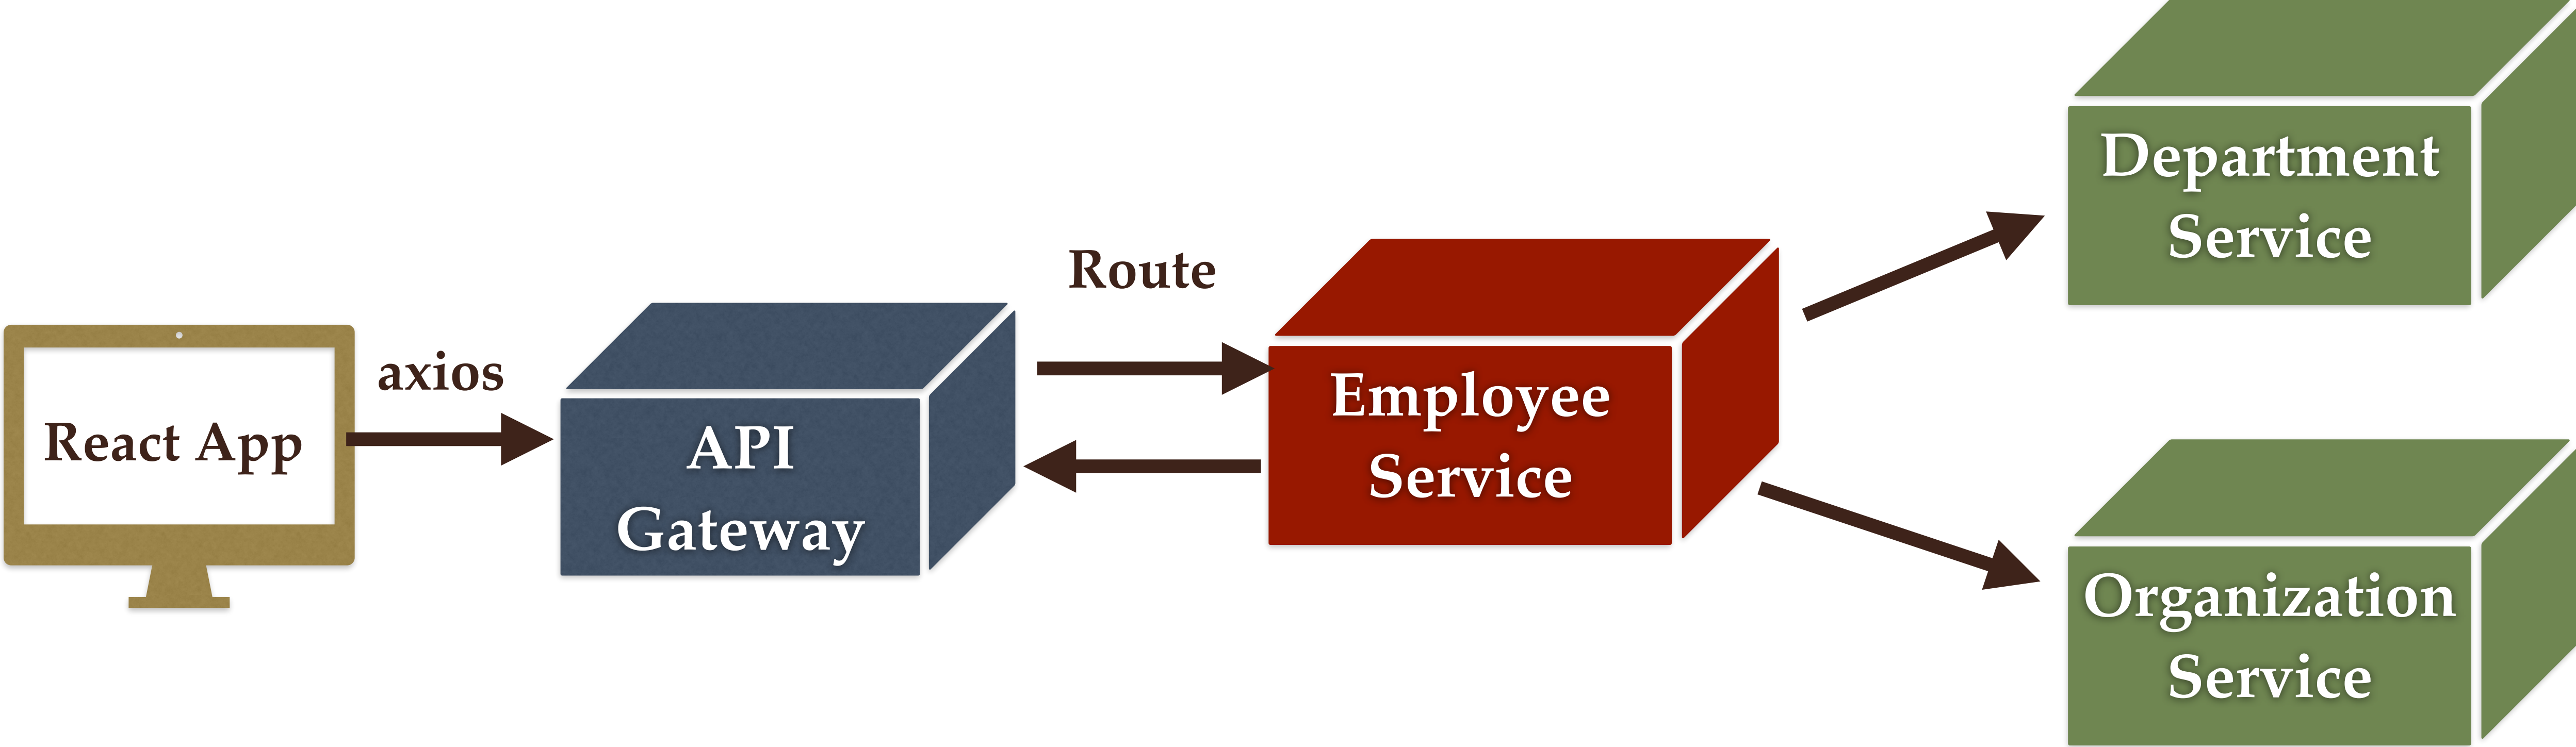 React App
axios
API
Gateway
Route
Employee
Service
Department
Service
Organization
Service